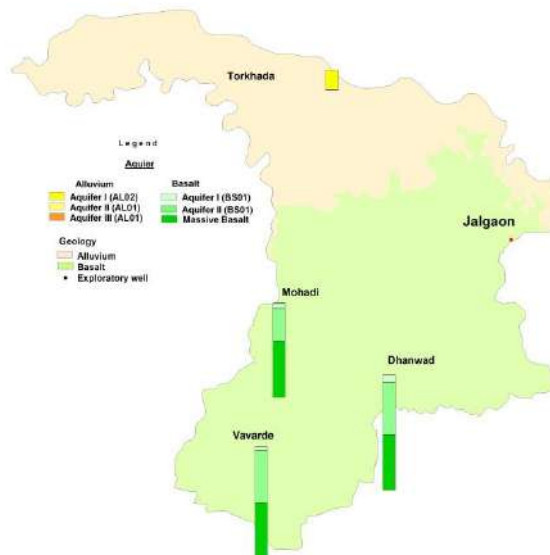 Torkhada
Legend
Aquier
Alluvium
Basalt
Aquifer I (AL02)
Aquifer I (BS01)
Aquifer II (AL01)
Aquifer II (BS01)
Aquifer III (AL01)
Massive Basalt
Geology
Alluvium
Basalt
Exploratory well
Jalgaon
Mohadi
Dhanwad
Vavarde